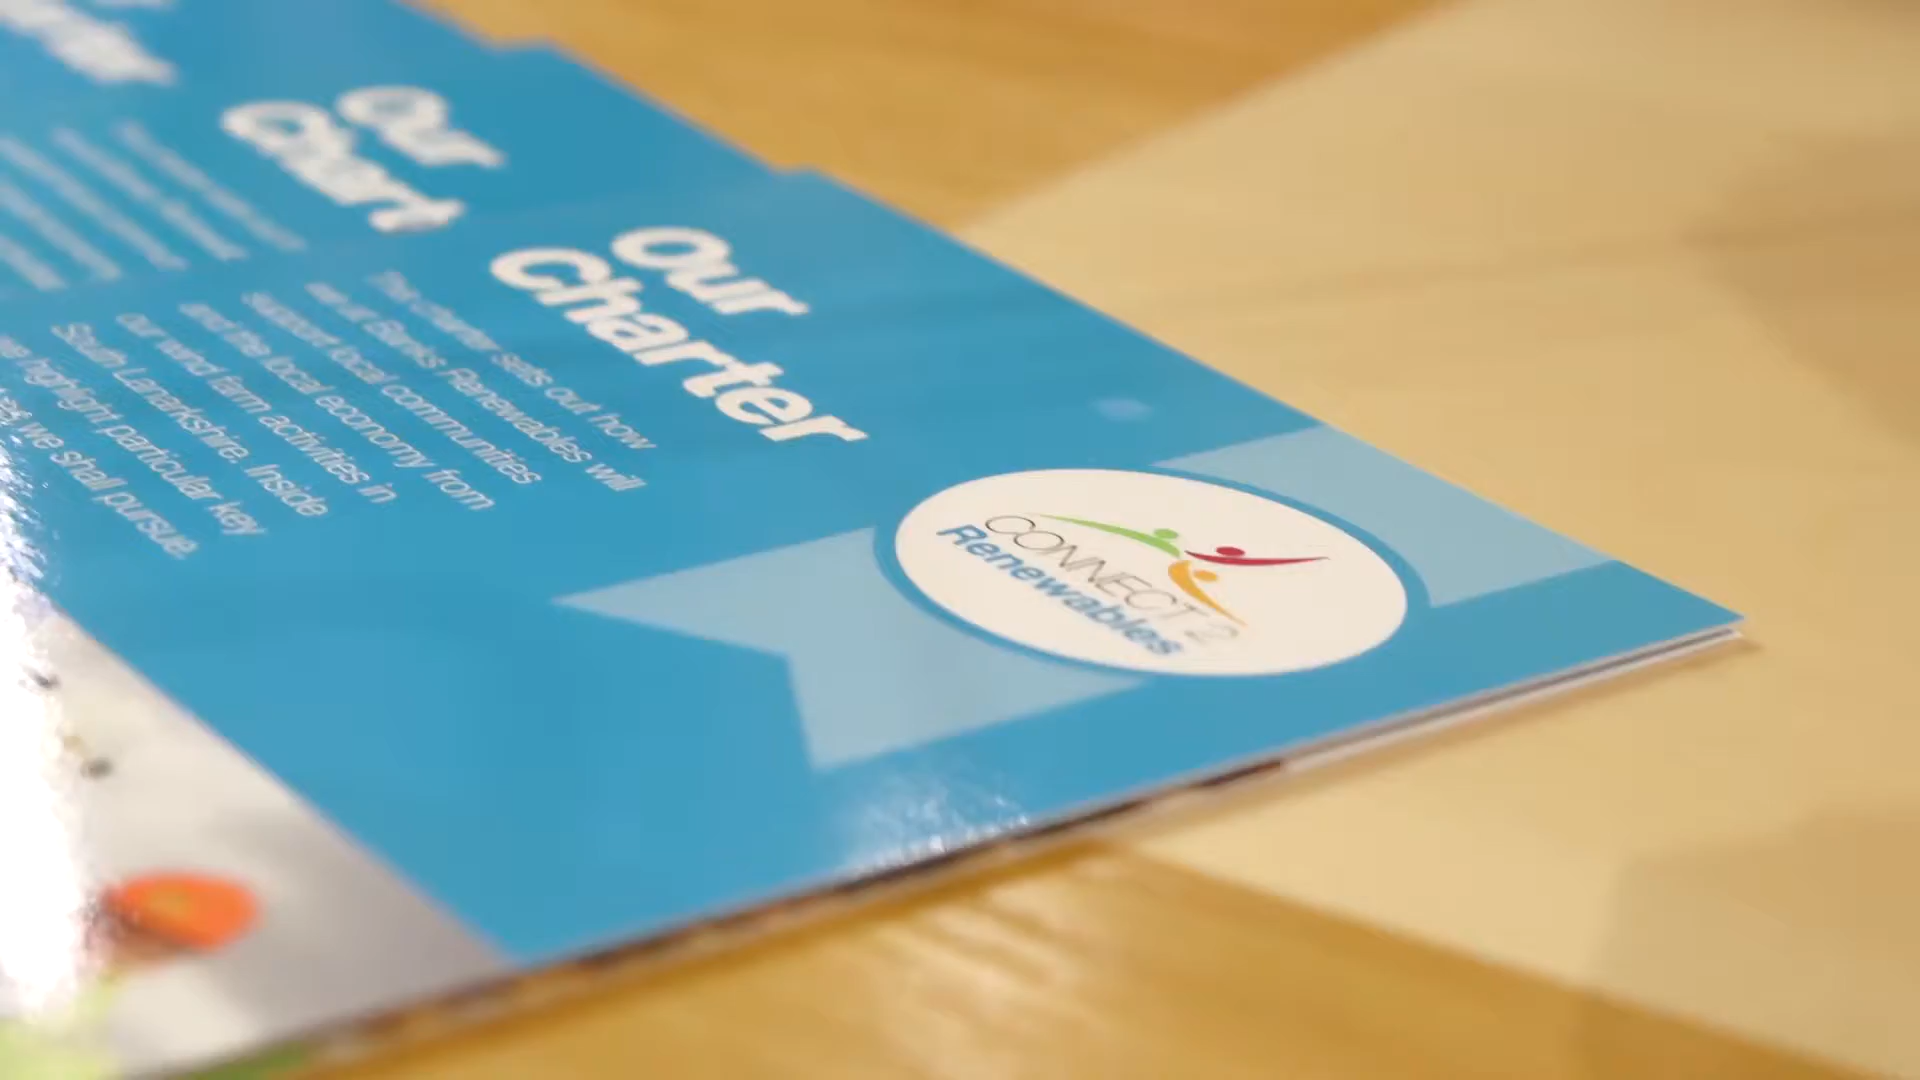 Our
Chart
Our
Charter
This charter sets out how
we at Banks Renewables will
support local communities
and the local economy from
our wind farm activities in
South Lanarkshire. Inside
we highlight particular key
we shall pursue.
CONNECT 2
Renewables